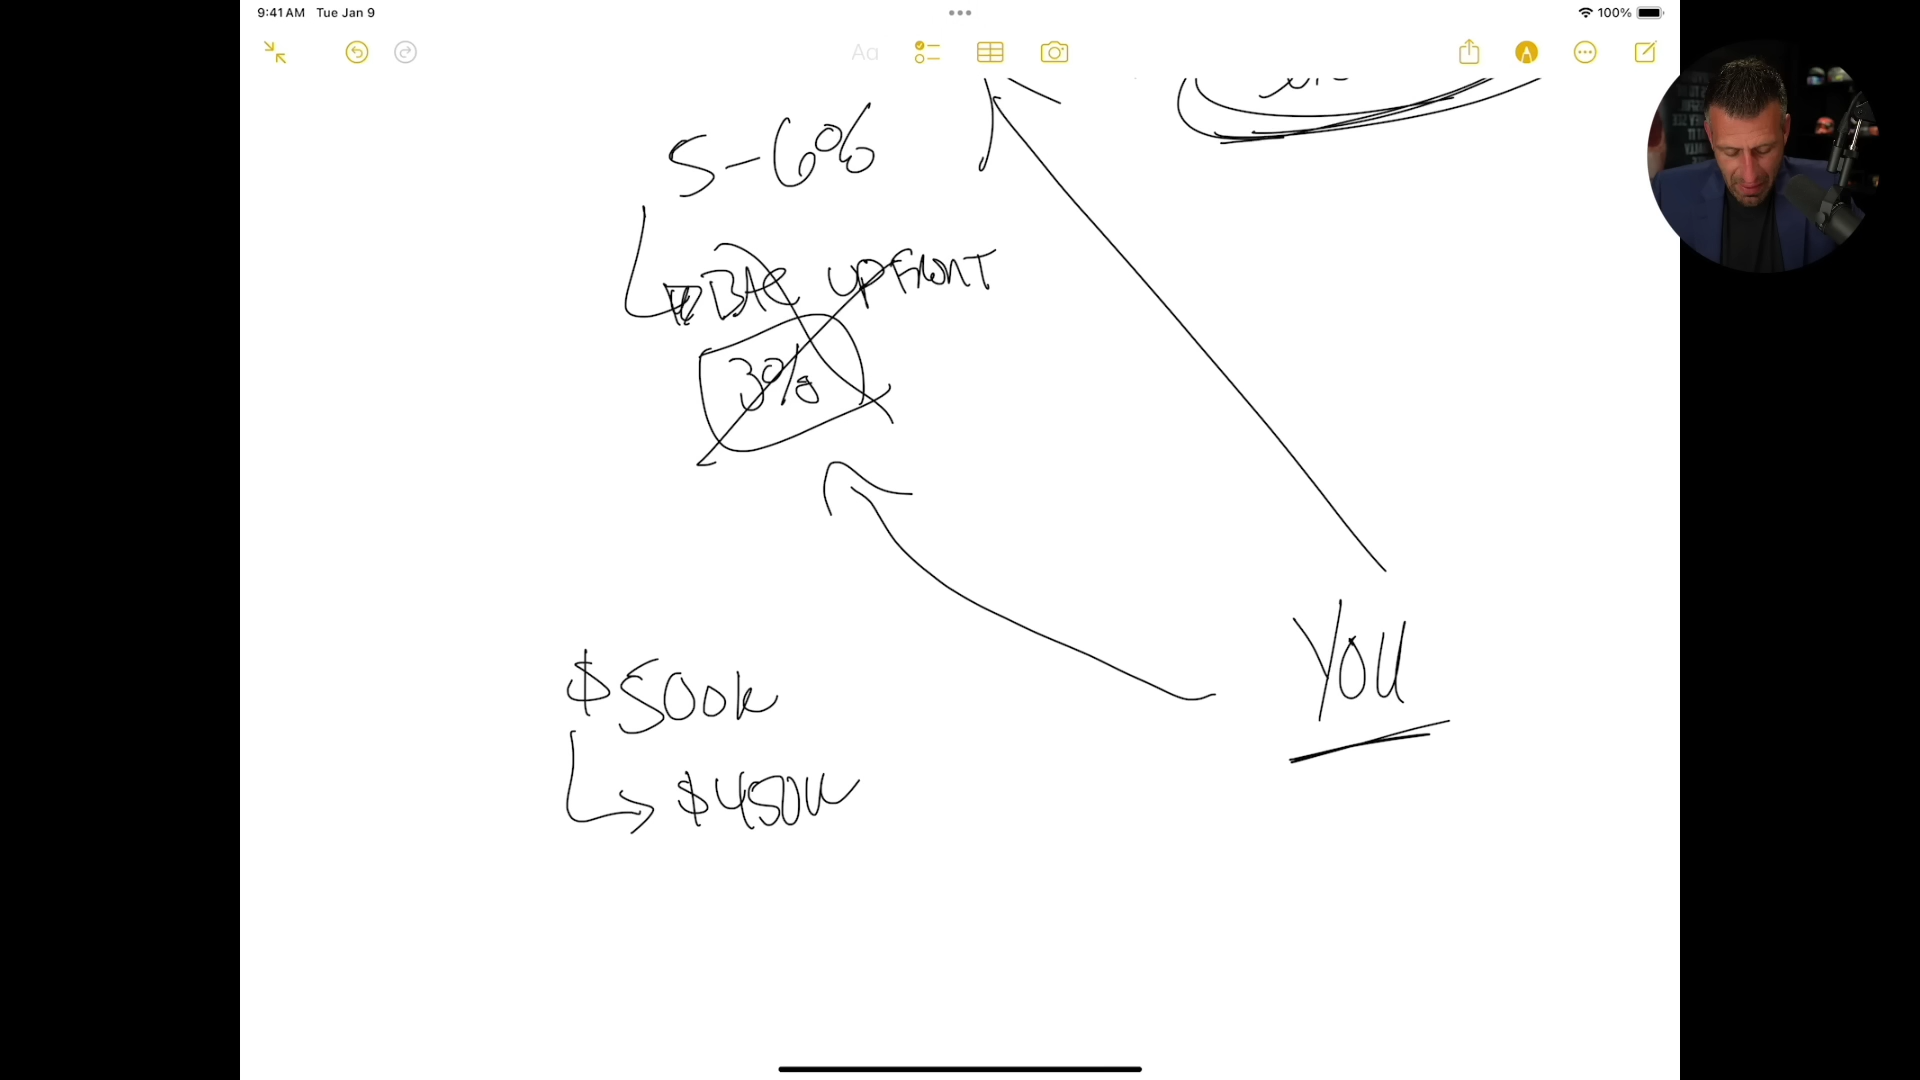 9:41 AM Tue Jan 9
100%
Aa
5-6%
BAC UPFRONT
3%
YOU
$500k
$450k